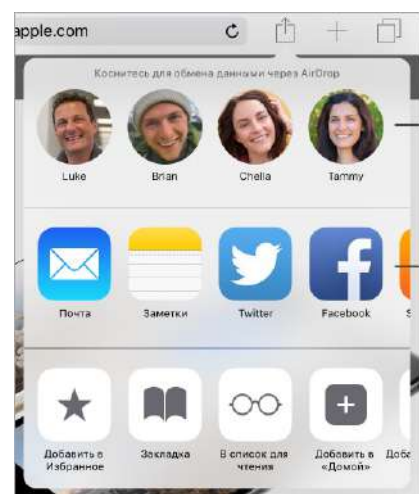 apple.com
Коснитесь для обмена данными через AirDrop
Luke Brian Chella Tammy
Почта Заметки Twitter Facebook
Добавить в Закладка В список для Добавить в
Избранное чтения «Домой»